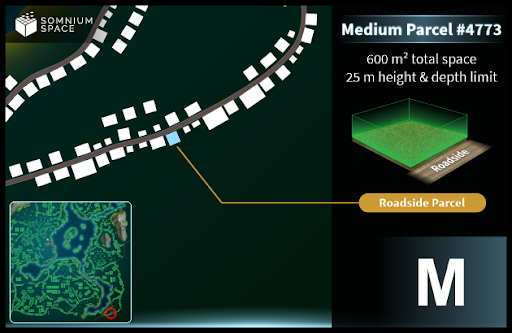 SOMNIUM
SPACE
Medium Parcel #4773
600 m² total space
25 m height & depth limit
Roadside
Roadside Parcel
M